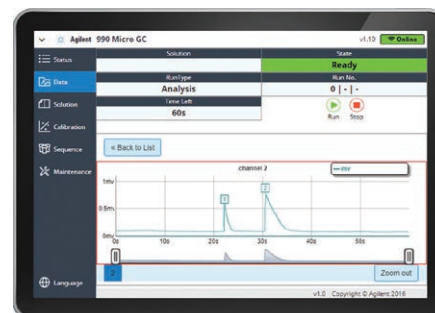 Agilent 990 Micro GC
v1.10
Online
Status
Data
Solution
Calibration
Sequence
Maintenance
Language
Solution
State
Ready
RunType
Run No.
Analysis
0 | - | -
Time Left
60s
Run
Stop
« Back to List
channel 2
1mv
0.5mv
0mv
1
2
0s
10s
20s
30s
40s
50s
2
Zoom out
v1.0 Copyright © Agilent 2016